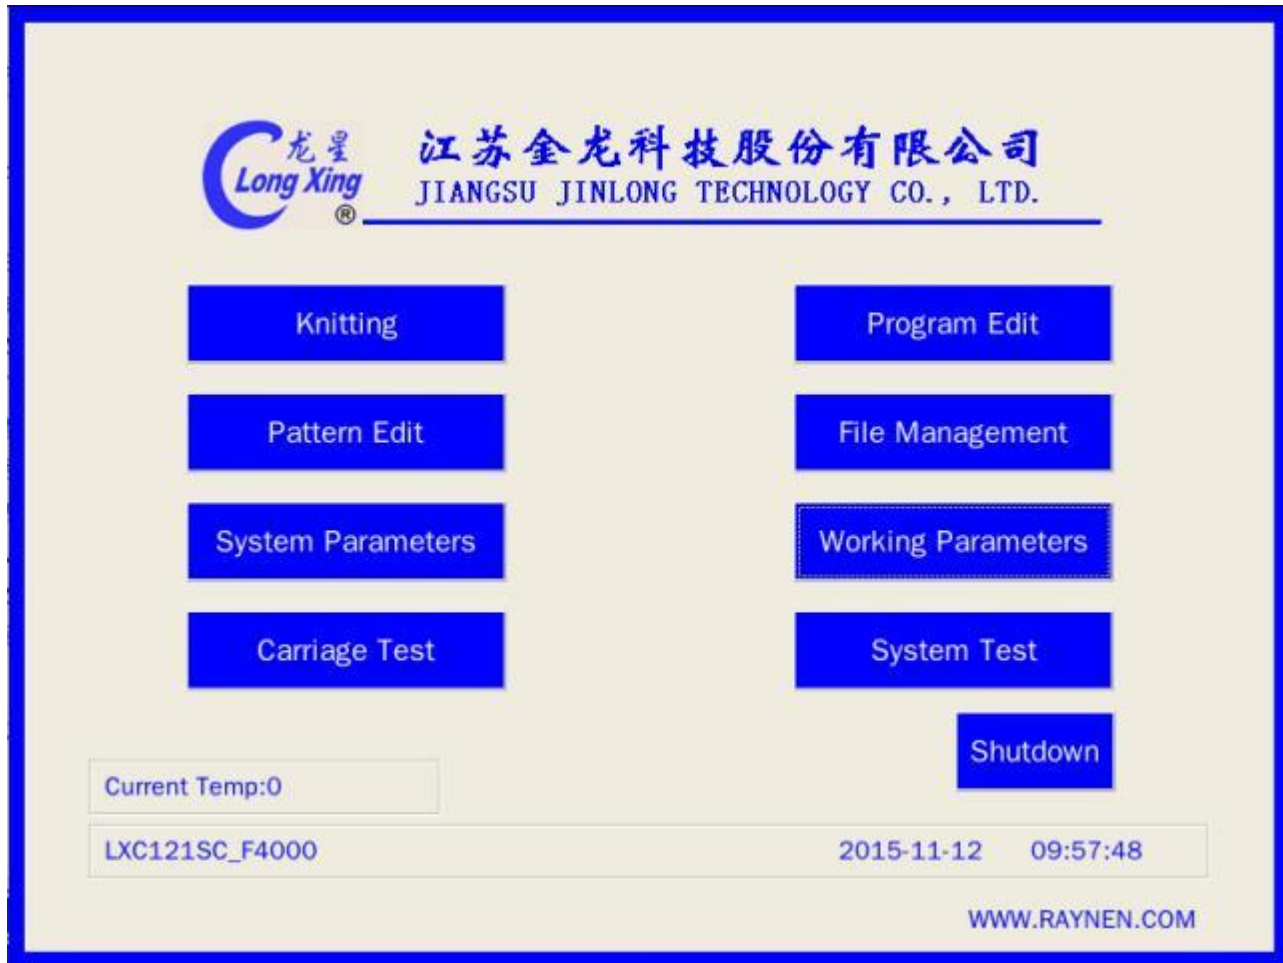 龙星
Long Xing
®
江苏金龙科技股份有限公司
JIANGSU JINLONG TECHNOLOGY CO., LTD.
Knitting
Program Edit
Pattern Edit
File Management
System Parameters
Working Parameters
Carriage Test
System Test
Shutdown
Current Temp:0
LXC121SC_F4000 2015-11-12 09:57:48
WWW.RAYNEN.COM